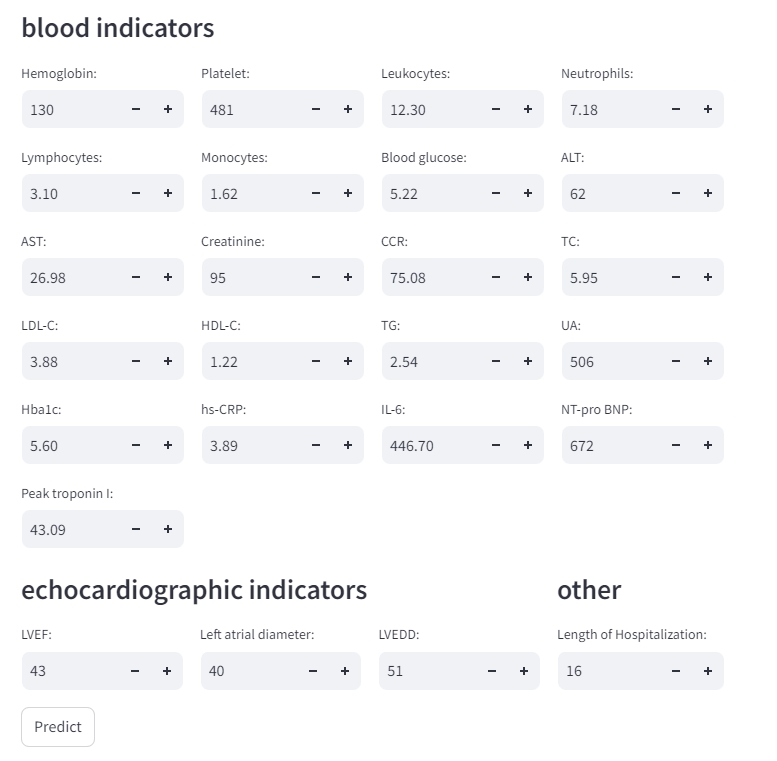 blood indicators
Hemoglobin: Platelet: Leukocytes: Neutrophils:
130 − + 481 − + 12.30 − + 7.18 − +
Lymphocytes: Monocytes: Blood glucose: ALT:
3.10 − + 1.62 − + 5.22 − + 62 − +
AST: Creatinine: CCR: TC:
26.98 − + 95 − + 75.08 − + 5.95 − +
LDL-C: HDL-C: TG: UA:
3.88 − + 1.22 − + 2.54 − + 506 − +
Hba1c: hs-CRP: IL-6: NT-pro BNP:
5.60 − + 3.89 − + 446.70 − + 672 − +
Peak troponin I:
43.09 − +
echocardiographic indicators other
LVEF: Left atrial diameter: LVEDD: Length of Hospitalization:
43 − + 40 − + 51 − + 16 − +
Predict